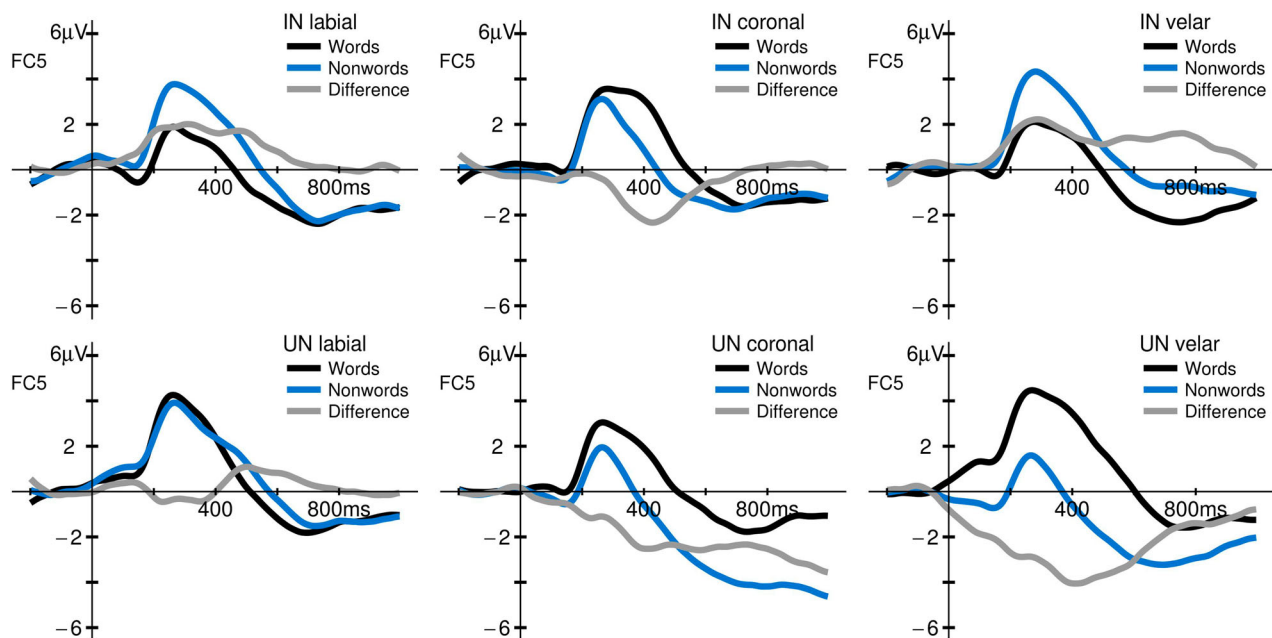 IN labial
6μV
FC5
Words
Nonwords
Difference
2
400
800ms
−2
−6
IN coronal
6μV
FC5
Words
Nonwords
Difference
2
400
800ms
−2
−6
IN velar
6μV
FC5
Words
Nonwords
Difference
2
400
800ms
−2
−6
UN labial
6μV
FC5
Words
Nonwords
Difference
2
400
800ms
−2
−6
UN coronal
6μV
FC5
Words
Nonwords
Difference
2
400
800ms
−2
−6
UN velar
6μV
FC5
Words
Nonwords
Difference
2
400
800ms
−2
−6